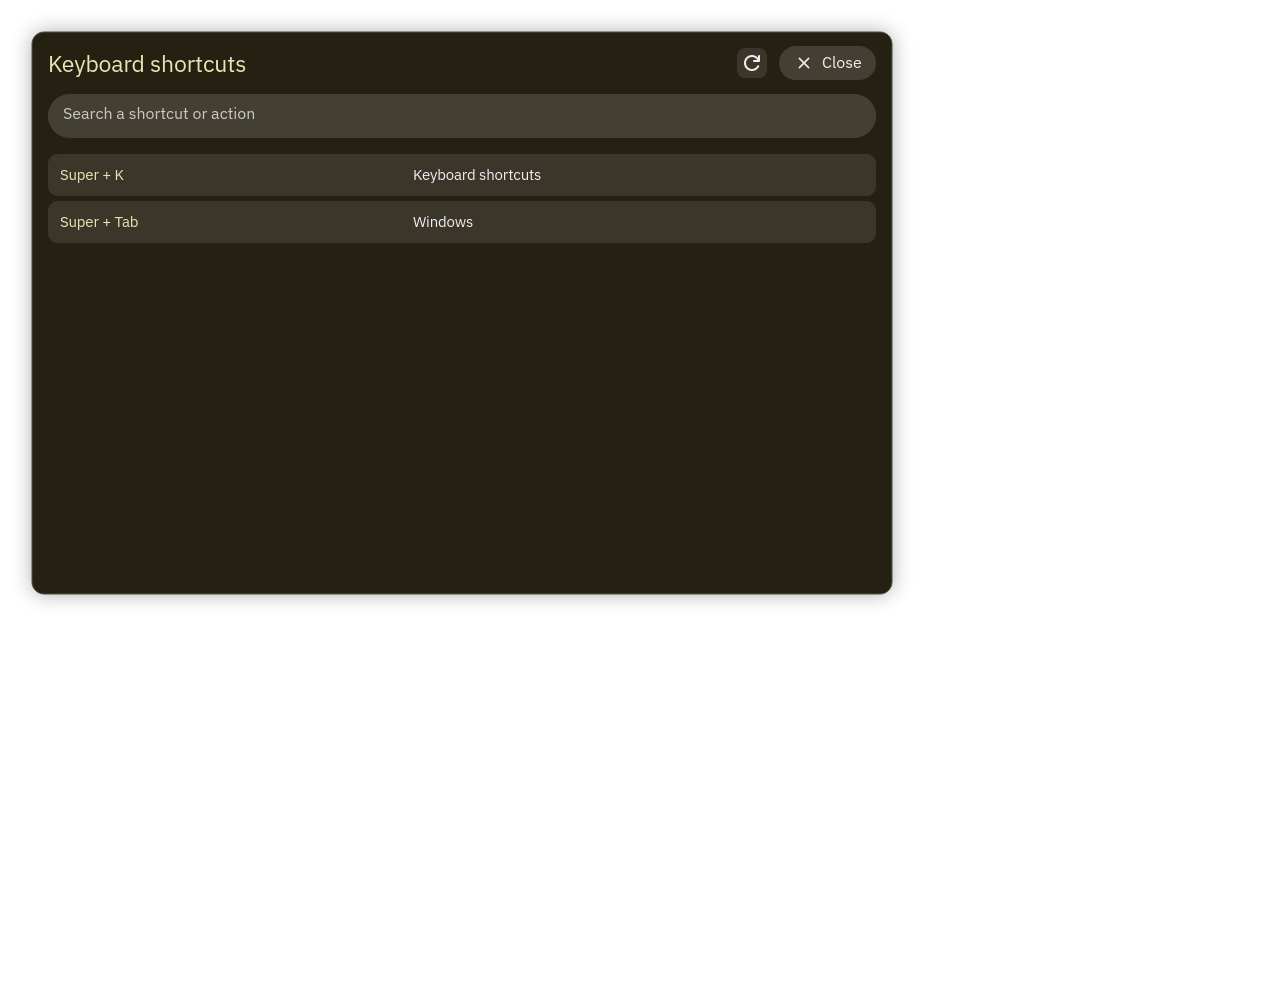 Keyboard shortcuts
Close
Search a shortcut or action
Super + K
Keyboard shortcuts
Super + Tab
Windows